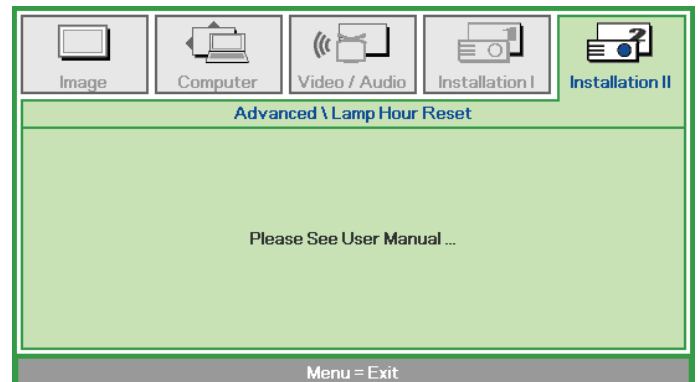 Image
Computer
Video / Audio
Installation I
Installation II
Advanced \ Lamp Hour Reset
Please See User Manual ...
Menu = Exit